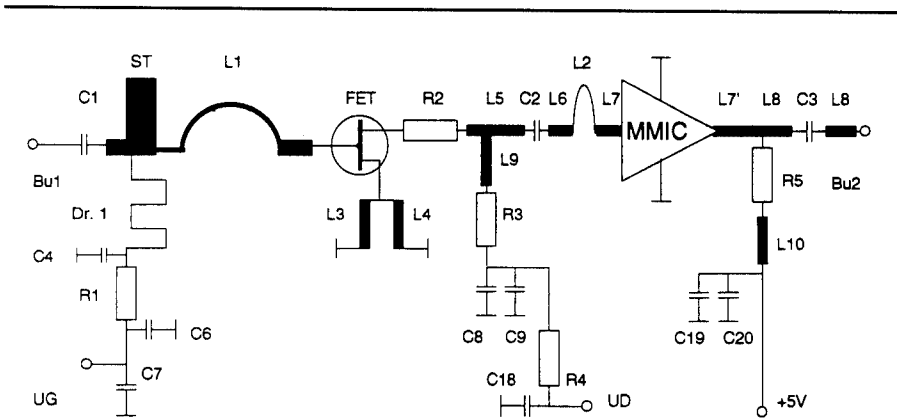 ST L1 L2
C1 FET R2 L5 C2 L6 L7 MMIC L7' L8 C3 L8
Bu1 L9 R5 Bu2
Dr. 1 L3 L4 R3
C4 L10
R1
C6 C8 C9 C19 C20
C7 C18 R4
UG UD +5V